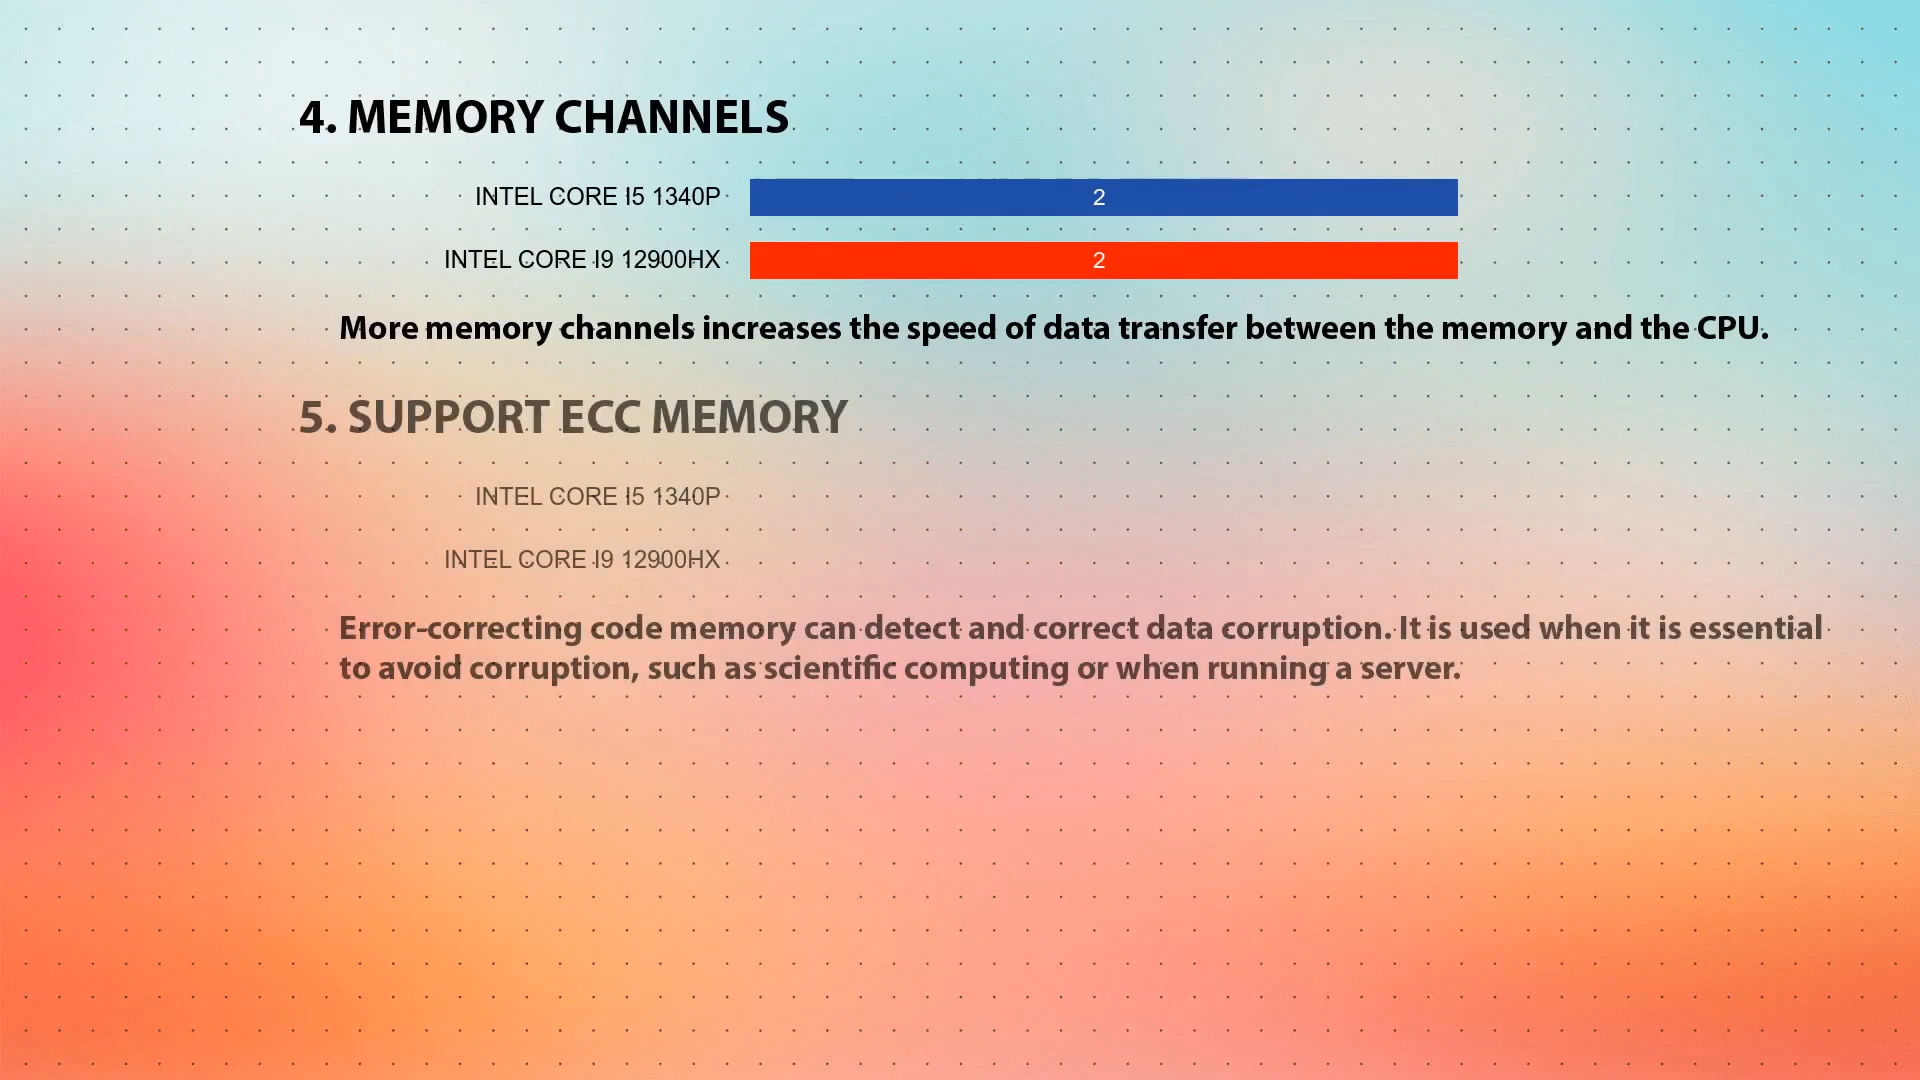 4. MEMORY CHANNELS
INTEL CORE I5 1340P
2
INTEL CORE I9 12900HX
2
More memory channels increases the speed of data transfer between the memory and the CPU.
5. SUPPORT ECC MEMORY
INTEL CORE I5 1340P
INTEL CORE I9 12900HX
Error-correcting code memory can detect and correct data corruption. It is used when it is essential
to avoid corruption, such as scientific computing or when running a server.